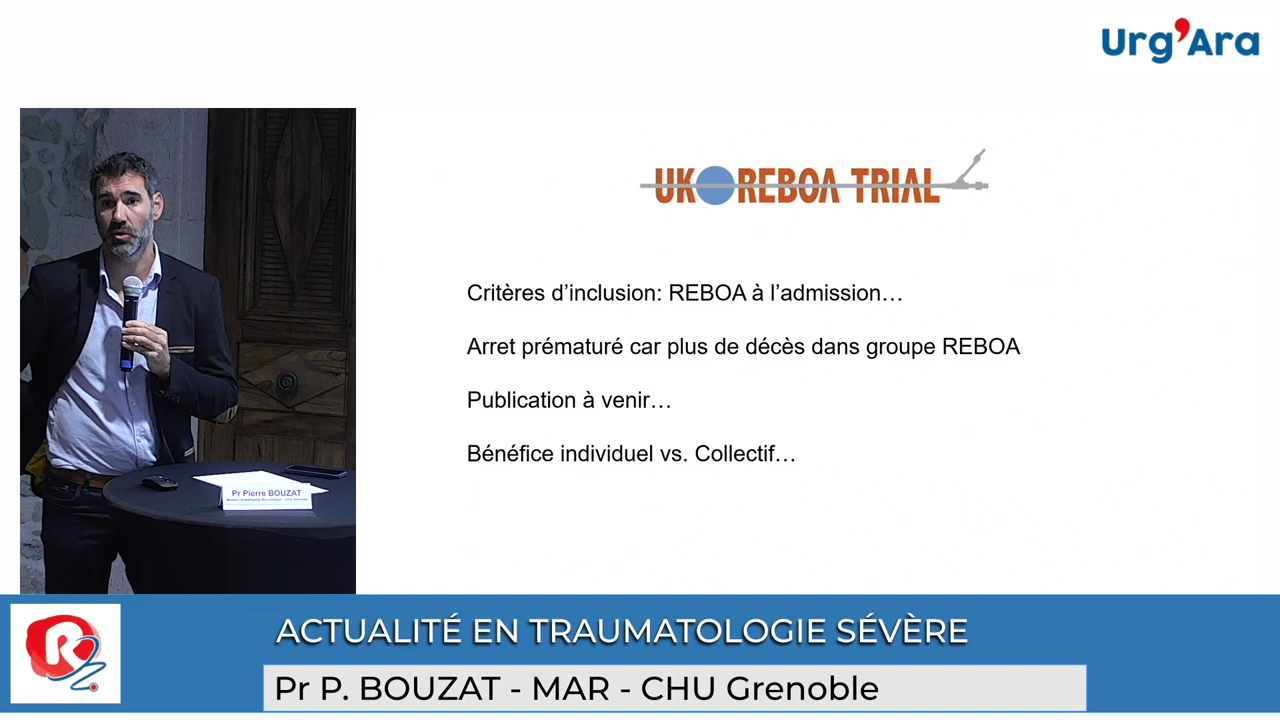 Urg'Ara
UK REBOA TRIAL
Critères d’inclusion: REBOA à l’admission…
Arret prématuré car plus de décès dans groupe REBOA
Publication à venir…
Bénéfice individuel vs. Collectif…
Pr Pierre BOUZAT
R
ACTUALITÉ EN TRAUMATOLOGIE SÉVÈRE
Pr P. BOUZAT - MAR - CHU Grenoble